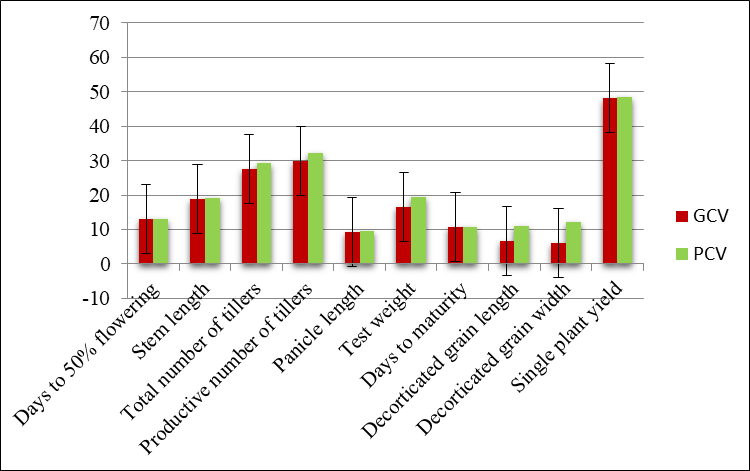 70
60
50
40
30
20
10
0
-10
Days to 50% flowering
Stem length
Total number of tillers
Productive number of tillers
Panicle length
Test weight
Days to maturity
Decorticated grain length
Decorticated grain width
Single plant yield
GCV
PCV